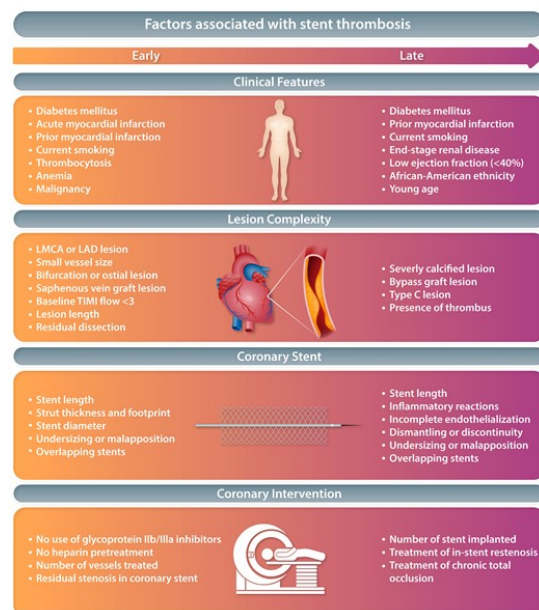 Factors associated with stent thrombosis
Early
Late
Clinical Features
• Diabetes mellitus
• Acute myocardial infarction
• Prior myocardial infarction
• Current smoking
• Thrombocytosis
• Anemia
• Malignancy
• Diabetes mellitus
• Prior myocardial infarction
• Current smoking
• End-stage renal disease
• Low ejection fraction (<40%)
• African-American ethnicity
• Young age
Lesion Complexity
• LMCA or LAD lesion
• Small vessel size
• Bifurcation or ostial lesion
• Saphenous vein graft lesion
• Baseline TIMI flow <3
• Lesion length
• Residual dissection
• Severly calcified lesion
• Bypass graft lesion
• Type C lesion
• Presence of thrombus
Coronary Stent
• Stent length
• Strut thickness and footprint
• Stent diameter
• Undersizing or malapposition
• Overlapping stents
• Stent length
• Inflammatory reactions
• Incomplete endothelialization
• Dismantling or discontinuity
• Undersizing or malapposition
• Overlapping stents
Coronary Intervention
• No use of glycoprotein IIb/IIIa inhibitors
• No heparin pretreatment
• Number of vessels treated
• Residual stenosis in coronary stent
• Number of stent implanted
• Treatment of in-stent restenosis
• Treatment of chronic total
occlusion